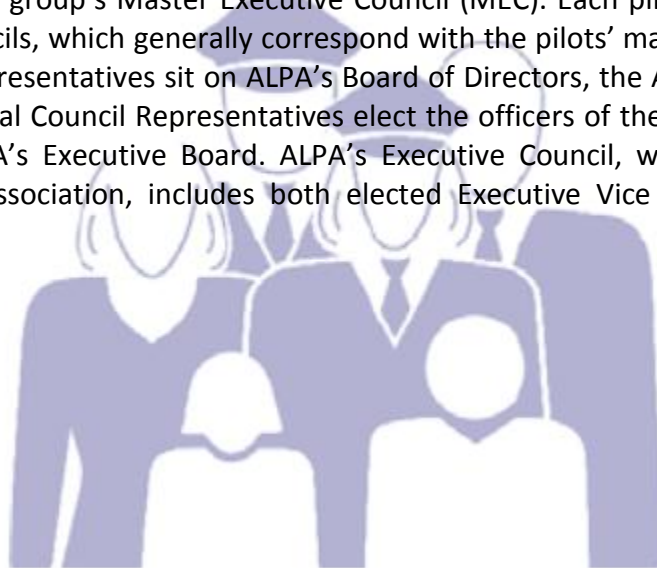 group's Master Executive Council (MEC). Each pil
cils, which generally correspond with the pilots' ma
resentatives sit on ALPA's Board of Directors, the A
al Council Representatives elect the officers of the
A's Executive Board. ALPA's Executive Council, w
ssociation, includes both elected Executive Vice